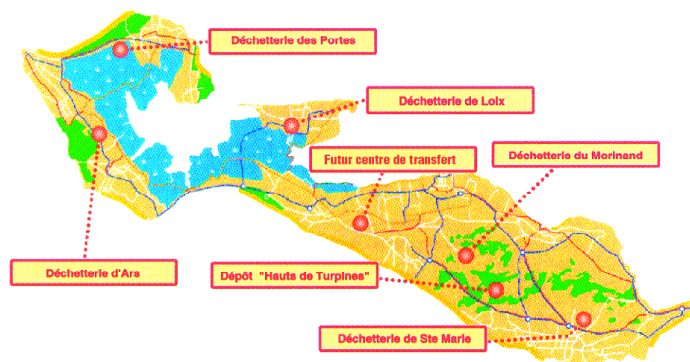 Déchetterie des Portes
Déchetterie de Loix
Futur centre de transfert
Déchetterie du Morinand
Déchetterie d'Ars
Dépôt "Hauts de Turpines"
Déchetterie de Ste Marie